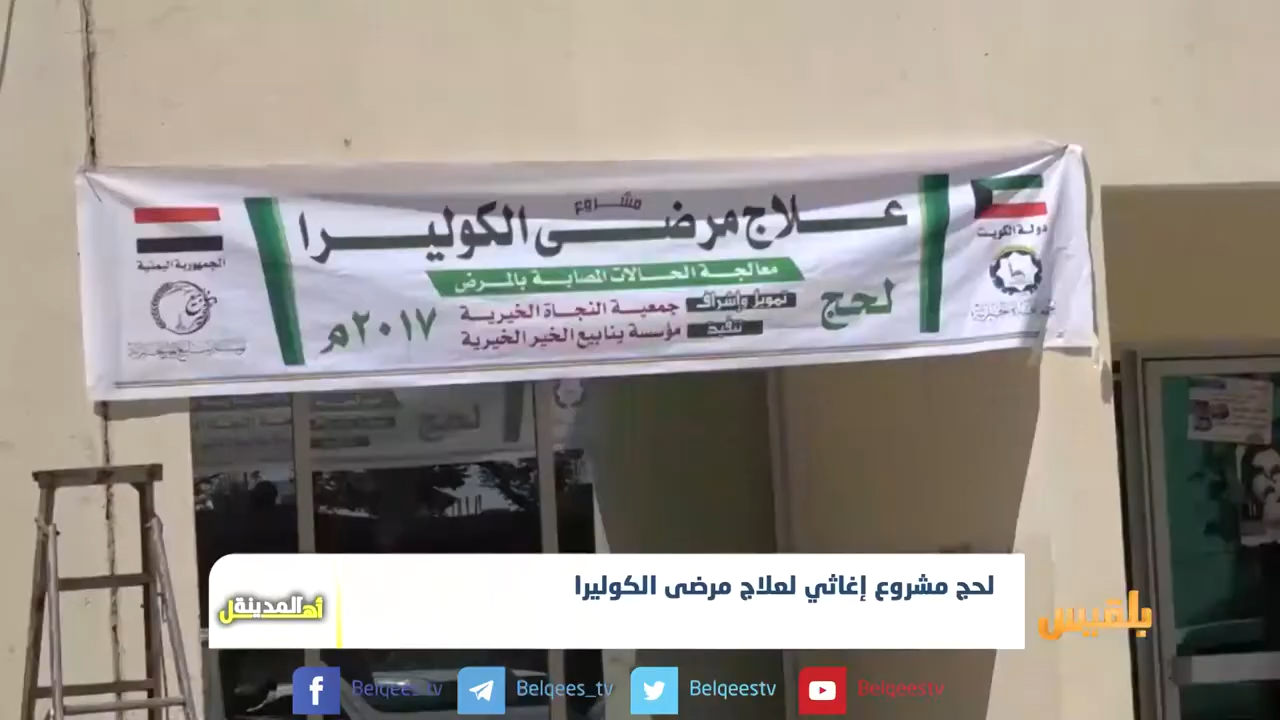 مشروع
علاج مرضى الكوليرا
معالجة الحالات المصابة بالمرض
لحج
تمويل وإشراف جمعية النجاة الخيرية
تنفيذ مؤسسة ينابيع الخير الخيرية
٢٠١٧م
دولة الكويت
الجمهورية اليمنية
لحج مشروع إغاثي لعلاج مرضى الكوليرا
أهل المدينة
بلقيس
Belqees_tv
Belqees_tv
Belqeestv
Belqeestv